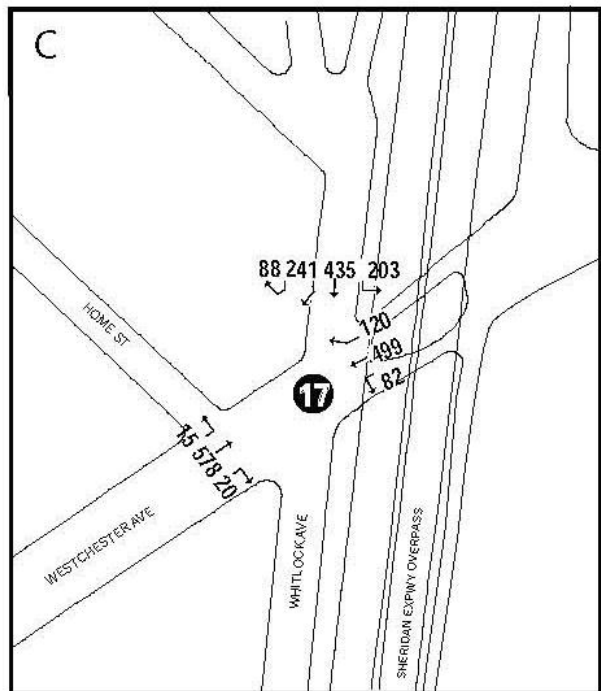 C
88 241 435 203
120
499
82
17
HOME ST
15 578 20
WESTCHESTER AVE
WHITLOCK AVE
SHERIDAN EXPWY OVERPASS